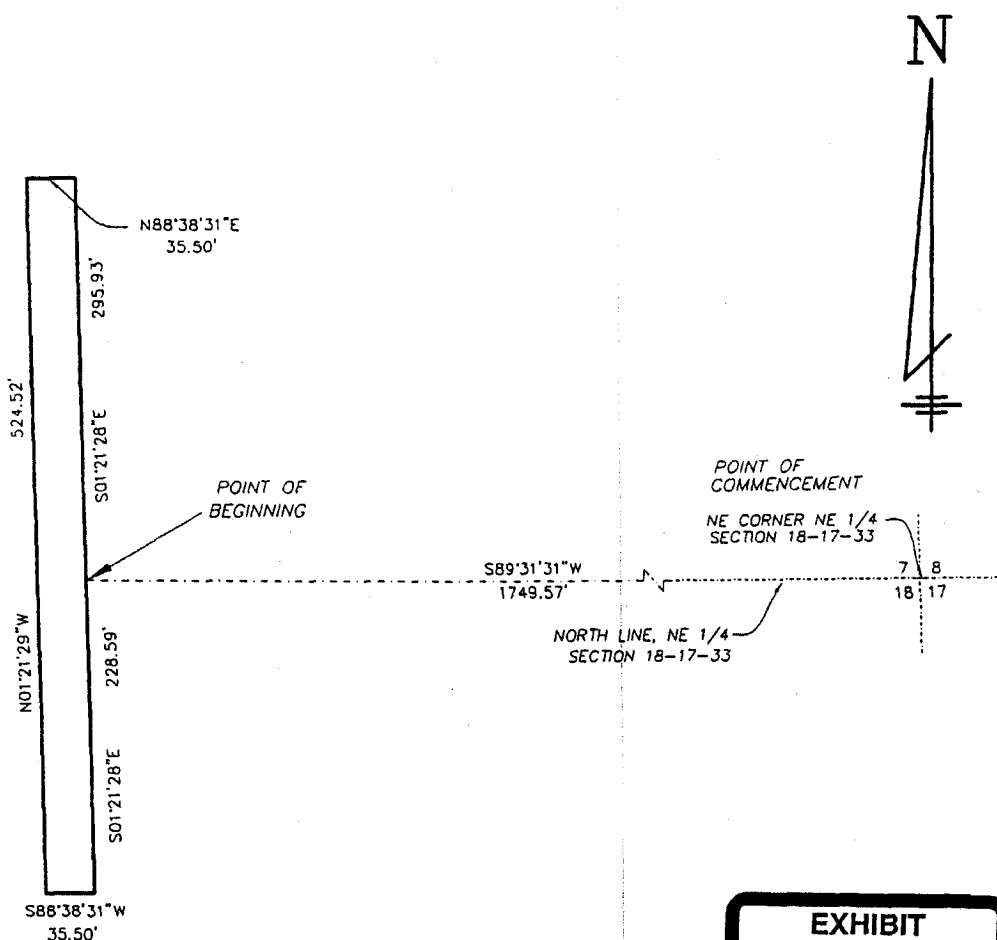 N
N88°38'31"E
35.50'
295.93'
524.52'
S01°21'28"E
POINT OF
BEGINNING
POINT OF
COMMENCEMENT
NE CORNER NE 1/4
SECTION 18-17-33
S89°31'31"W
1749.57'
7 8
18 17
NORTH LINE, NE 1/4
SECTION 18-17-33
N01°21'29"W
228.59'
S01°21'28"E
S88°38'31"W
35.50'
EXHIBIT